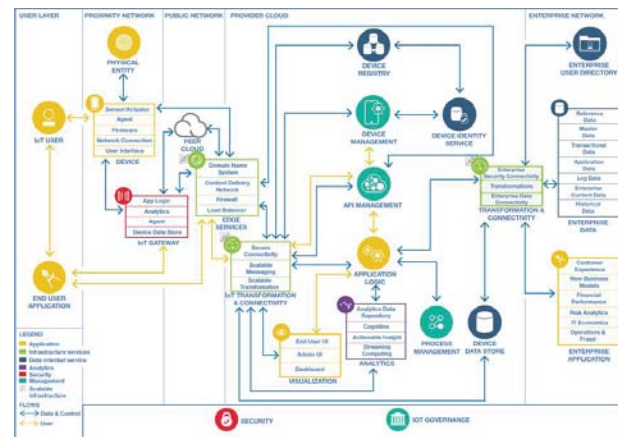 USER LAYER
PROXIMITY NETWORK
PUBLIC NETWORK
PROVIDER CLOUD
ENTERPRISE NETWORK
PHYSICAL
ENTITY
IoT USER
Sensor/Actuator
Agent
Firmware
Network Connection
User Interface
DEVICE
PEER
CLOUD
App Logic
Analytics
Agent
Device Data Store
IoT GATEWAY
END USER
APPLICATION
Domain Name
System
Content Delivery
Network
Firewall
Load Balancer
EDGE
SERVICES
Secure
Connectivity
Scalable
Messaging
Scalable
Transformation
IoT TRANSFORMATION
& CONNECTIVITY
End User UI
Admin UI
Dashboard
VISUALIZATION
DEVICE
REGISTRY
DEVICE
MANAGEMENT
DEVICE IDENTITY
SERVICE
API MANAGEMENT
APPLICATION
LOGIC
Analytics Data
Repository
Cognitive
Actionable Insight
Streaming
Computing
ANALYTICS
PROCESS
MANAGEMENT
DEVICE
DATA STORE
Enterprise
Security Connectivity
Transformations
Enterprise Data
Connectivity
TRANSFORMATION &
CONNECTIVITY
ENTERPRISE
USER DIRECTORY
Reference
Data
Master
Data
Transactional
Data
Application
Data
Log Data
Enterprise
Content Data
Historical
Data
ENTERPRISE
DATA
Customer
Experience
New Business
Models
Financial
Performance
Risk Analytics
IT Economics
Operations &
Fraud
ENTERPRISE
APPLICATION
LEGEND
Application
Infrastructure services
Data oriented service
Analytics
Security
Management
Scalable
Infrastructure
FLOWS
Data & Control
User
SECURITY
IOT GOVERNANCE